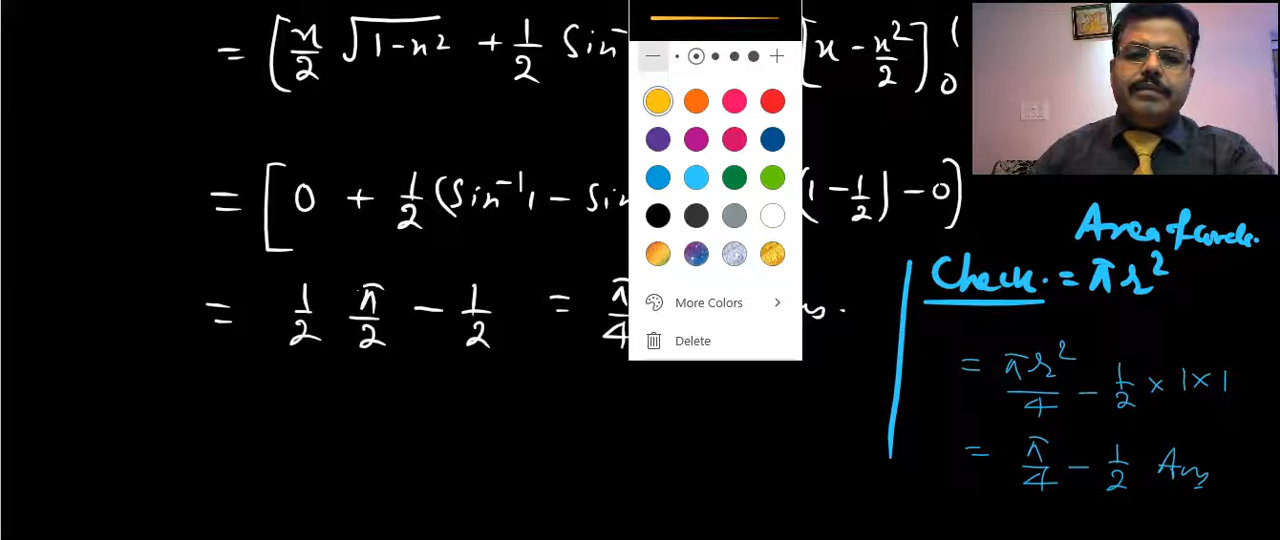 = [x/2 √1-x² + 1/2 Sin⁻ [x - x²/2] 1 0
= [0 + 1/2 (Sin⁻¹1 - Sin (1 - 1/2) - 0)]
= 1/2 π/2 - 1/2 = π/4 s.
More Colors
Delete
Area of circle.
Check. = πr²
= πr²/4 - 1/2 × 1 × 1
= π/4 - 1/2 Ans